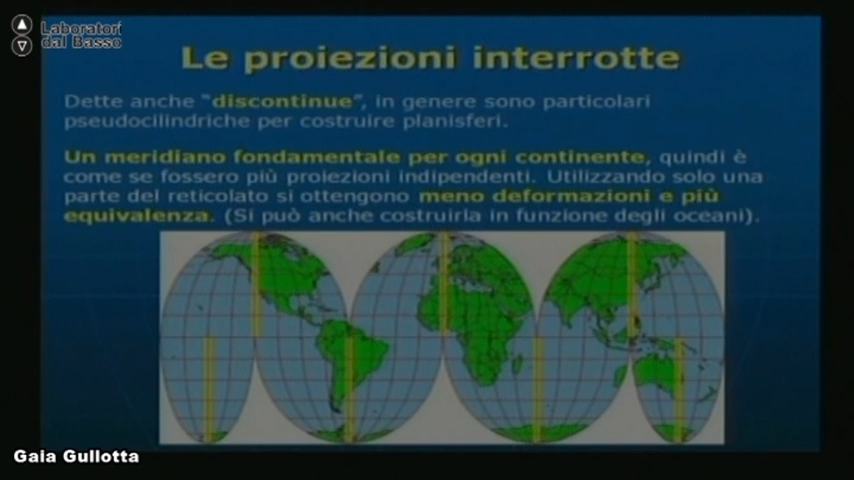 Laboratori
dal Basso
Le proiezioni interrotte
Dette anche "discontinue", in genere sono particolari
pseudocilindriche per costruire planisferi.
Un meridiano fondamentale per ogni continente, quindi è
come se fossero più proiezioni indipendenti. Utilizzando solo una
parte del reticolato si ottengono meno deformazioni e più
equivalenza. (Si può anche costruirla in funzione degli oceani).
Gaia Gullotta